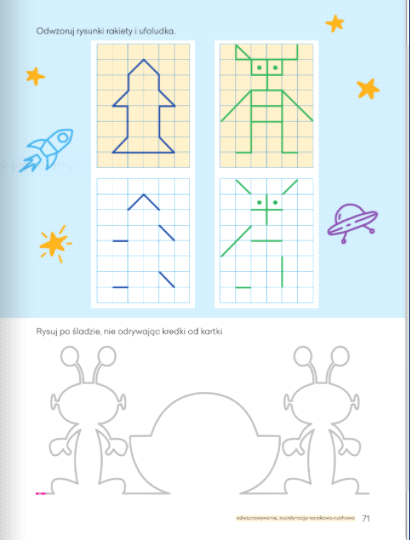 Odwzoruj rysunki rakiety i ufoludka.
Rysuj po śladzie, nie odrywając kredki od kartki.
odwzorowywanie, koordynacja wzrokowo-ruchowa 71